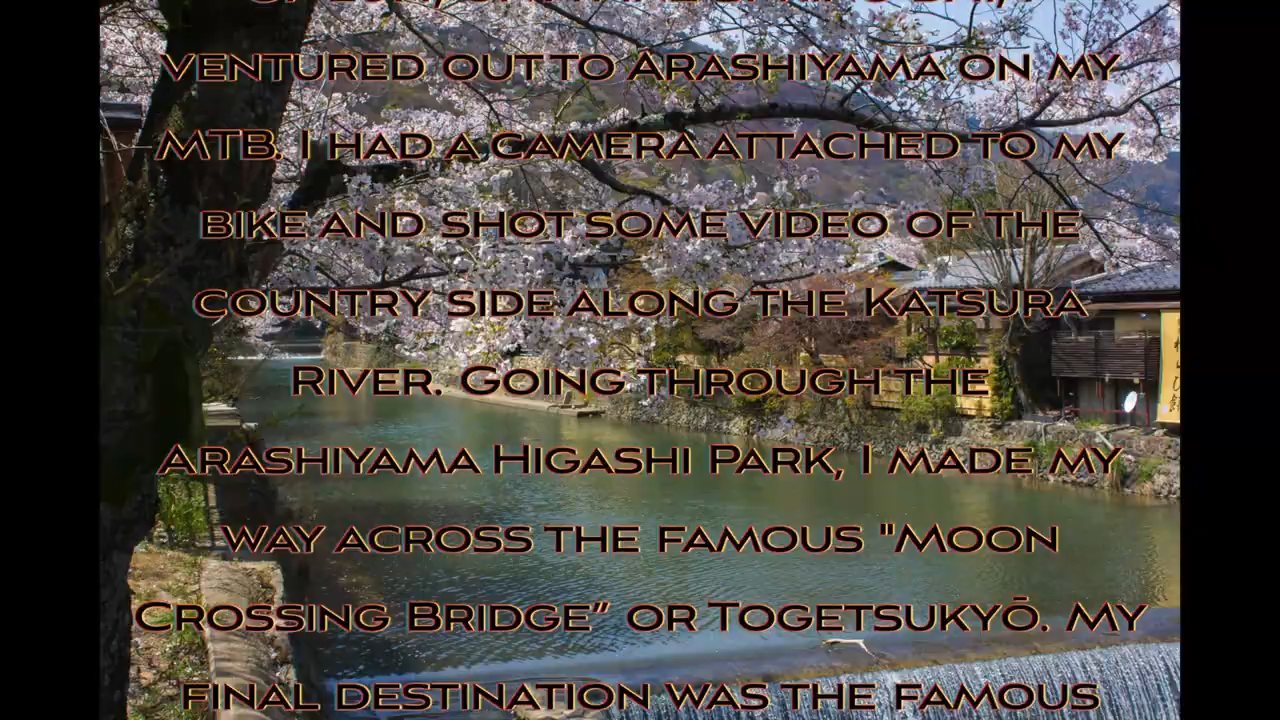 VENTURED OUT TO ARASHIYAMA ON MY
MTB. I HAD A CAMERA ATTACHED TO MY
BIKE AND SHOT SOME VIDEO OF THE
COUNTRY SIDE ALONG THE KATSURA
RIVER. GOING THROUGH THE
ARASHIYAMA HIGASHI PARK, I MADE MY
WAY ACROSS THE FAMOUS "MOON
CROSSING BRIDGE” OR TOGETSUKYŌ. MY
FINAL DESTINATION WAS THE FAMOUS